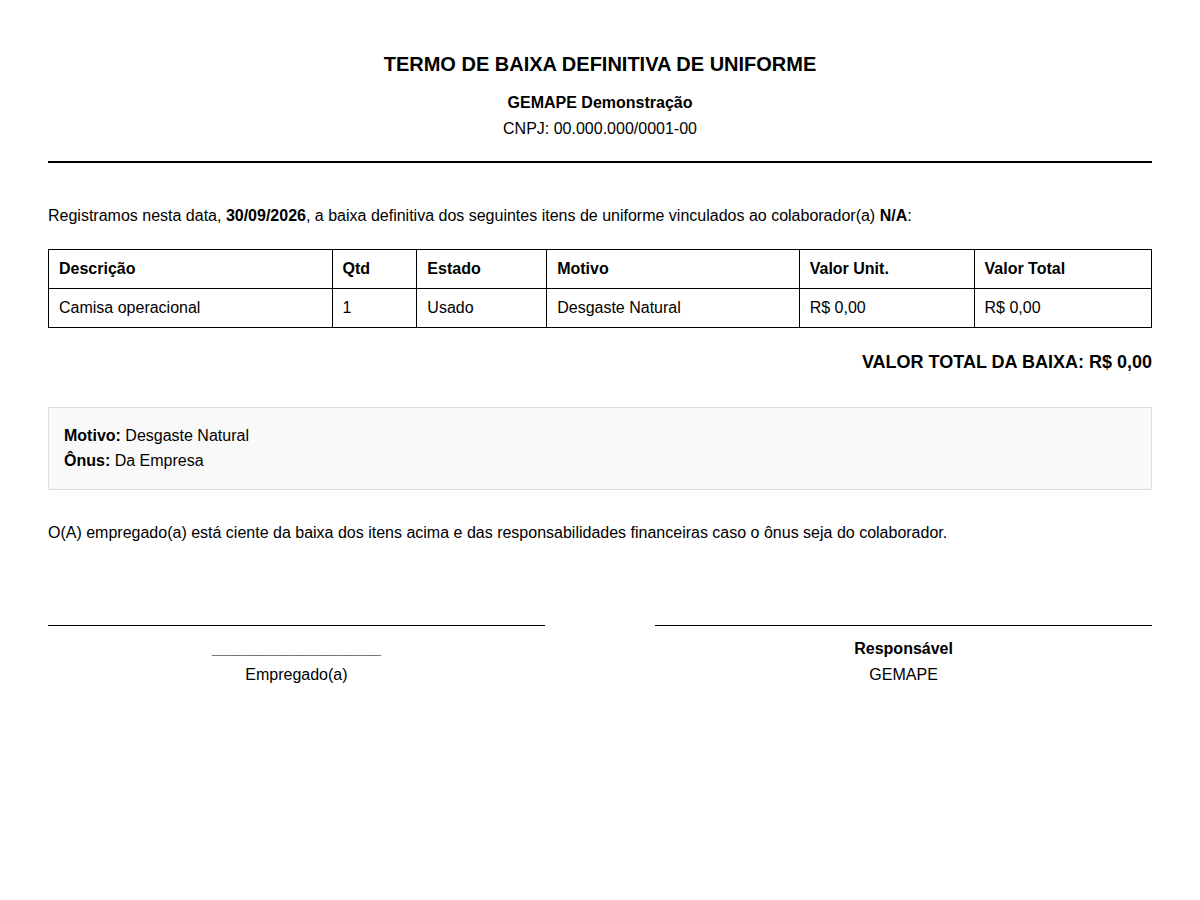 TERMO DE BAIXA DEFINITIVA DE UNIFORME
GEMAPE Demonstração
CNPJ: 00.000.000/0001-00
Registramos nesta data, 30/09/2026, a baixa definitiva dos seguintes itens de uniforme vinculados ao colaborador(a) N/A:
Descrição Qtd Estado Motivo Valor Unit. Valor Total
Camisa operacional 1 Usado Desgaste Natural R$ 0,00 R$ 0,00
VALOR TOTAL DA BAIXA: R$ 0,00
Motivo: Desgaste Natural
Ônus: Da Empresa
O(A) empregado(a) está ciente da baixa dos itens acima e das responsabilidades financeiras caso o ônus seja do colaborador.
___________________ Responsável
Empregado(a) GEMAPE